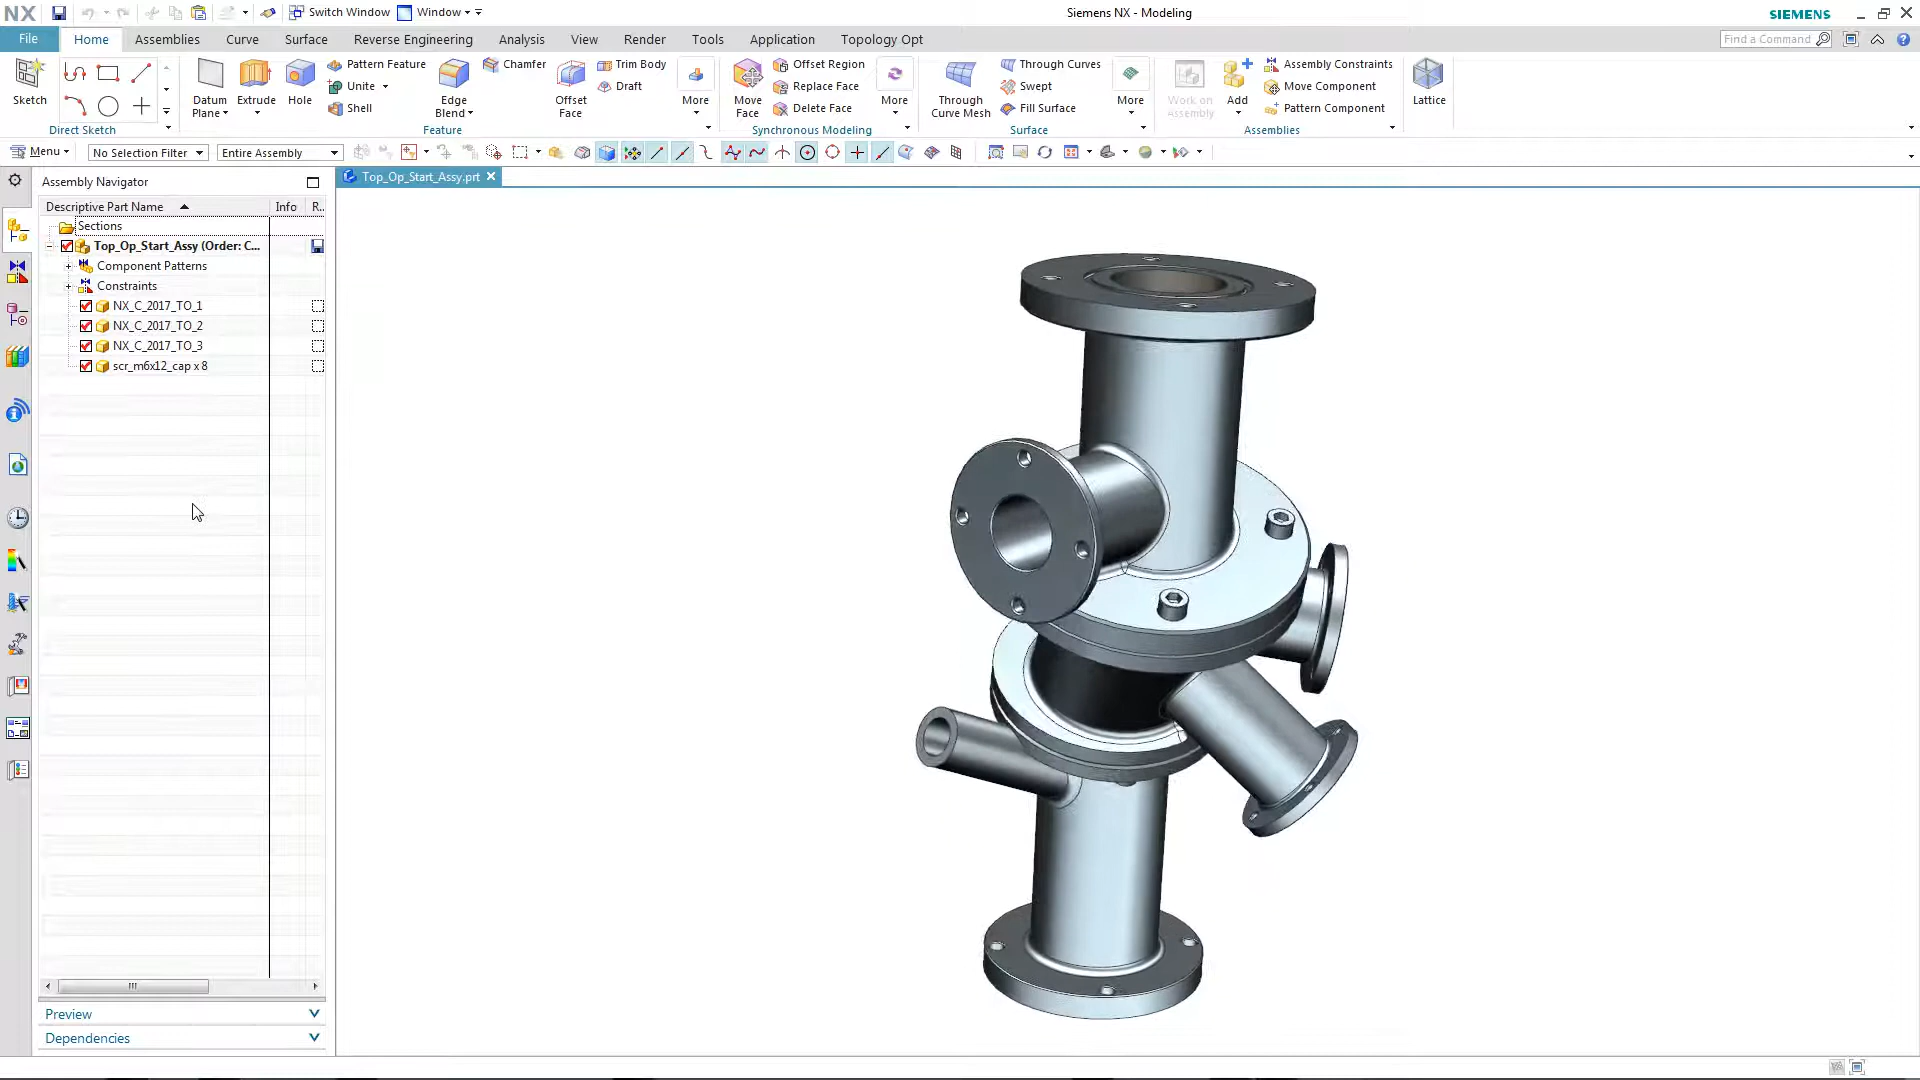 NX
Switch Window
Window
Siemens NX - Modeling
SIEMENS
File
Home
Assemblies
Curve
Surface
Reverse Engineering
Analysis
View
Render
Tools
Application
Topology Opt
Find a Command
Sketch
Direct Sketch
Datum
Plane
Extrude
Hole
Pattern Feature
Unite
Shell
Edge
Blend
Chamfer
Offset
Face
Trim Body
Draft
More
Feature
Move
Face
Offset Region
Replace Face
Delete Face
More
Synchronous Modeling
Through
Curve Mesh
Through Curves
Swept
Fill Surface
More
Surface
Work on
Assembly
Add
Assembly Constraints
Move Component
Pattern Component
Assemblies
Lattice
Menu
No Selection Filter
Entire Assembly
Assembly Navigator
Top_Op_Start_Assy.prt
Descriptive Part Name
Info
R..
Sections
Top_Op_Start_Assy (Order: C...
Component Patterns
Constraints
NX_C_2017_TO_1
NX_C_2017_TO_2
NX_C_2017_TO_3
scr_m6x12_cap x 8
Preview
Dependencies